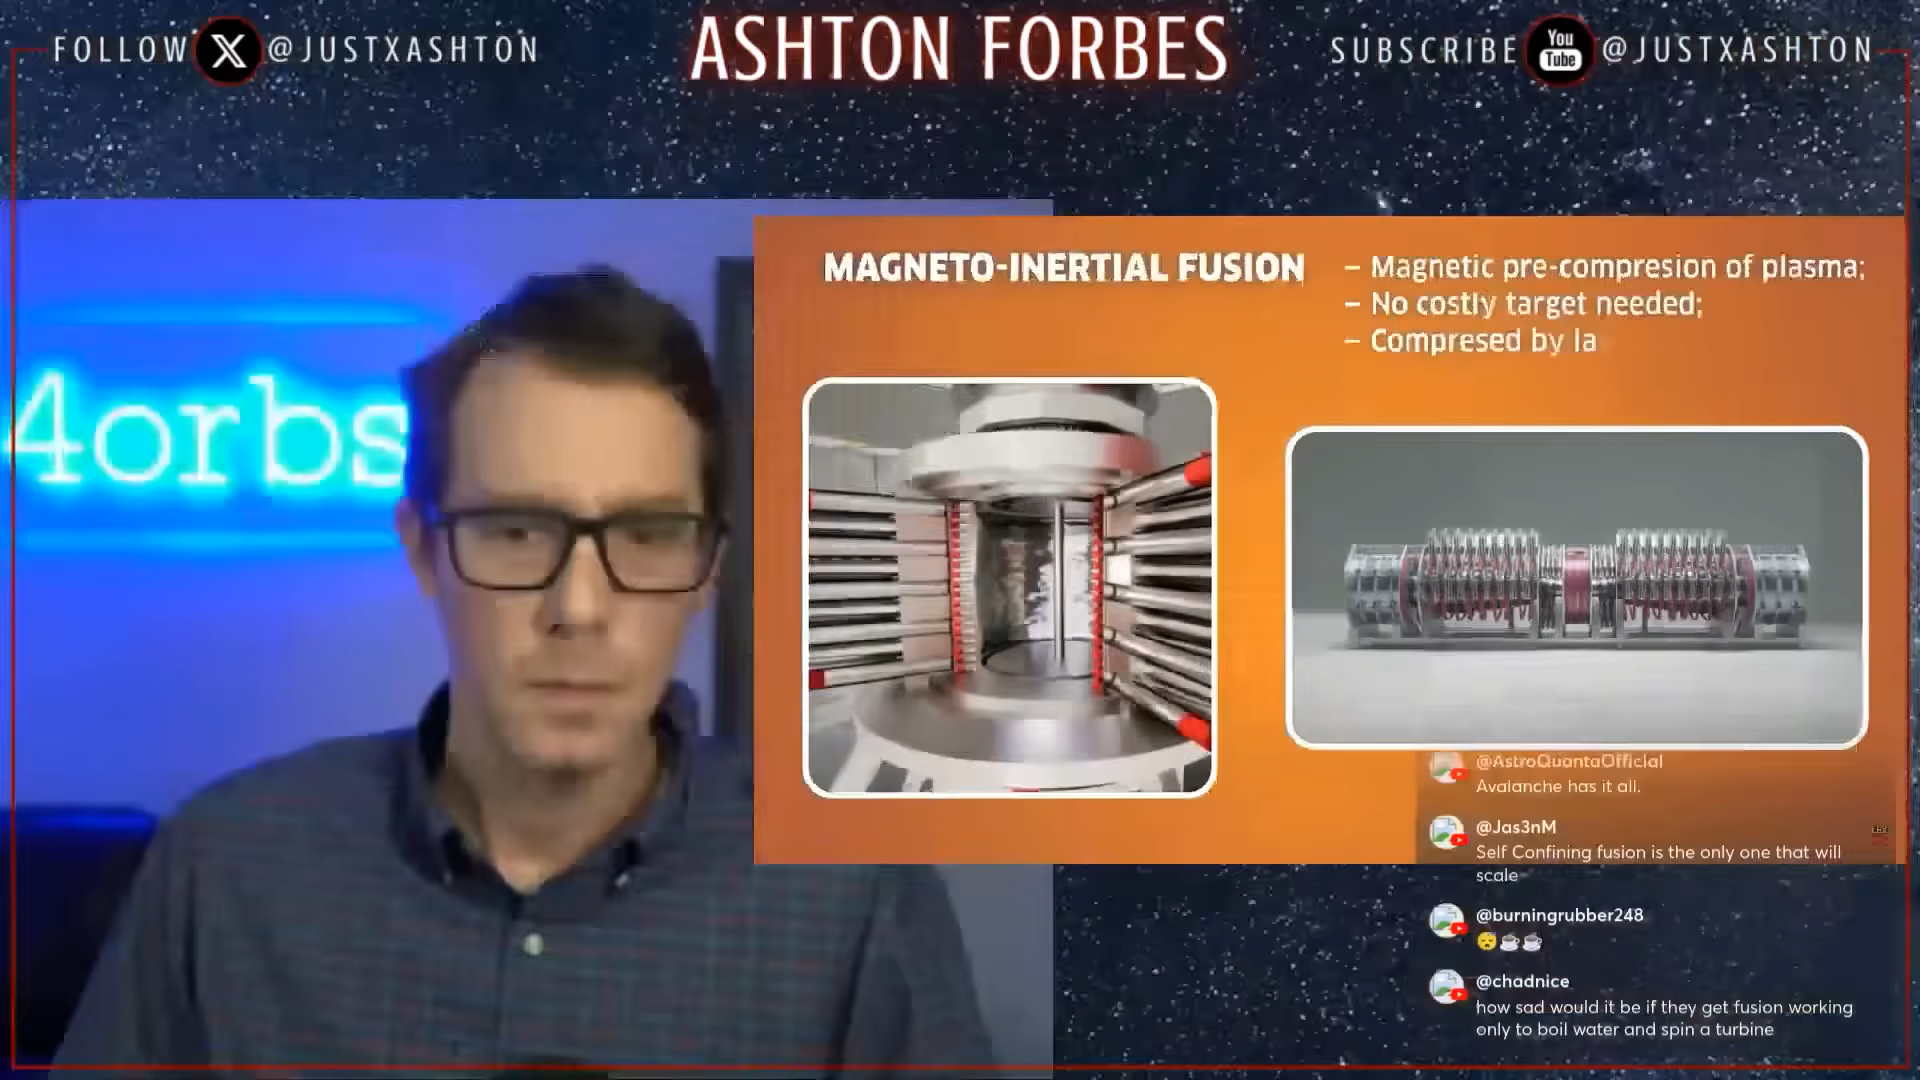 FOLLOW X @JUSTXASHTON
ASHTON FORBES
SUBSCRIBE You Tube @JUSTXASHTON
4orbs
MAGNETO-INERTIAL FUSION
– Magnetic pre-compresion of plasma;
– No costly target needed;
– Compresed by la
@AstroQuantaOfficial
Avalanche has it all.
@Jas3nM
Self Confining fusion is the only one that will
scale
@burningrubber248
😴☕☕
@chadnice
how sad would it be if they get fusion working
only to boil water and spin a turbine